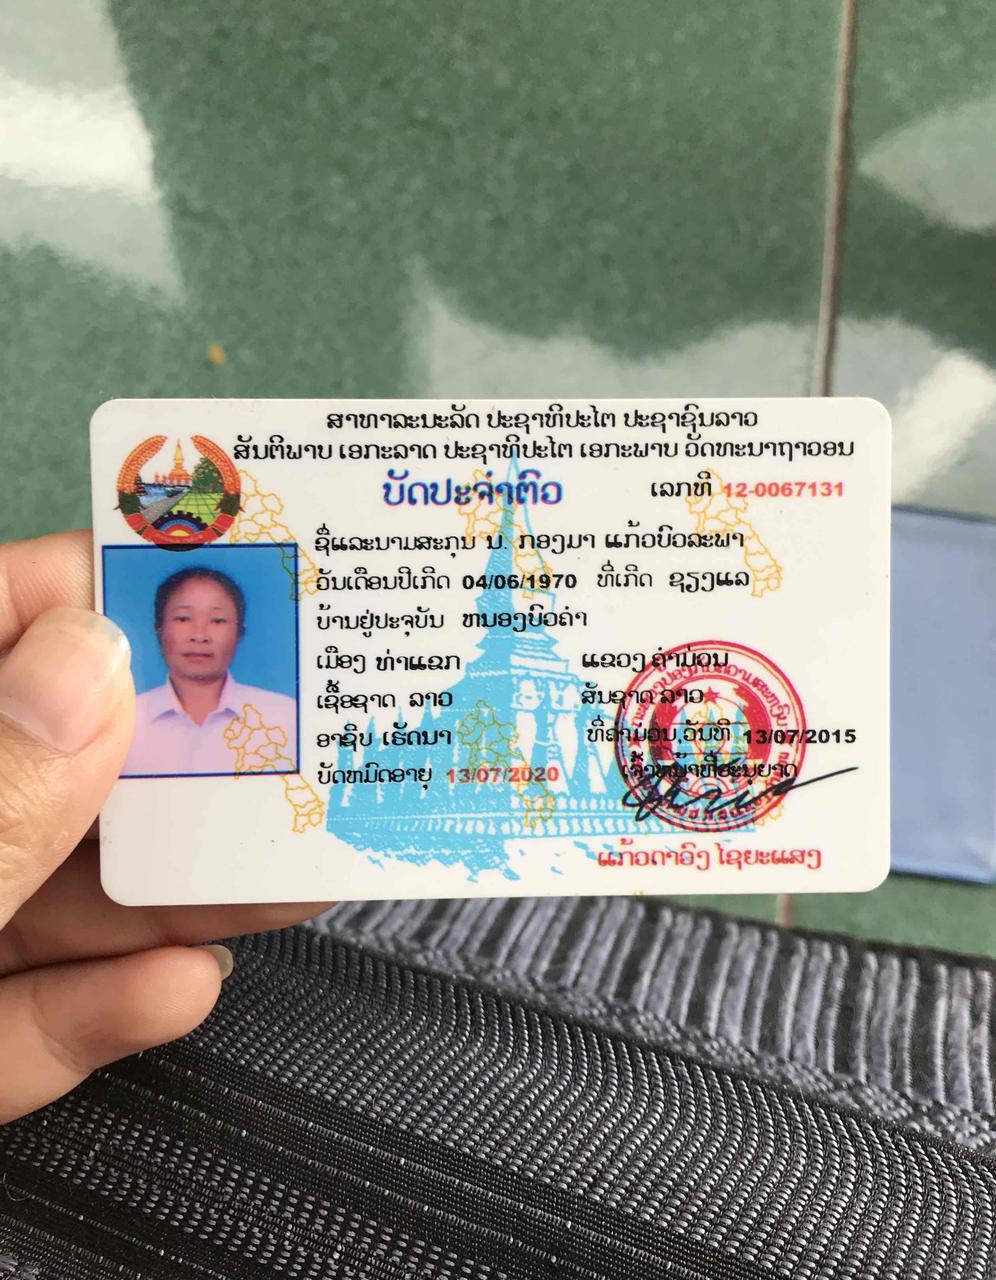 ສາທາລະນະລັດ ປະຊາທິປະໄຕ ປະຊາຊົນລາວ
ສັນຕິພາບ ເອກະລາດ ປະຊາທິປະໄຕ ເອກະພາບ ວັດທະນາຖາວອນ
ບັດປະຈຳຕົວ ເລກທີ 12-0067131
ຊື່ແລະນາມສະກຸນ ນ. ກອງມາ ແກ້ວບົວລະພາ
ວັນເດືອນປີເກີດ 04/06/1970 ທີ່ເກີດ ຊຽງແລ
ບ້ານຢູ່ປະຈຸບັນ ຫນອງບົວຄຳ
ເມືອງ ທ່າແຂກ ແຂວງ ຄຳມ່ວນ
ເຊື້ອຊາດ ລາວ ສັນຊາດ ລາວ
ອາຊິບ ເຮັດນາ ທີ່ຄຳມ່ວນ,ວັນທີ 13/07/2015
ບັດຫມົດອາຍຸ 13/07/2020 ເຈົ້າຫນ້າທີ່ອະນຸຍາດ
ແກ້ວດາວົງ ໄຊຍະແສງ